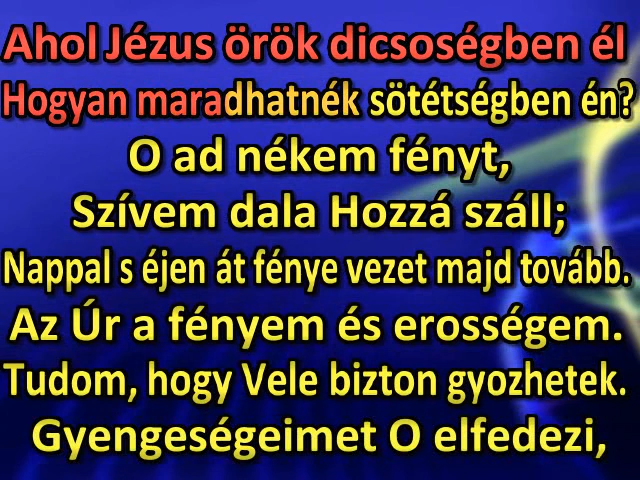 Ahol Jézus örök dicsoségben él
Hogyan maradhatnék sötétségben én?
O ad nékem fényt,
Szívem dala Hozzá száll;
Nappal s éjen át fénye vezet majd tovább.
Az Úr a fényem és erosségem.
Tudom, hogy Vele bizton gyozhetek.
Gyengeségeimet O elfedezi,